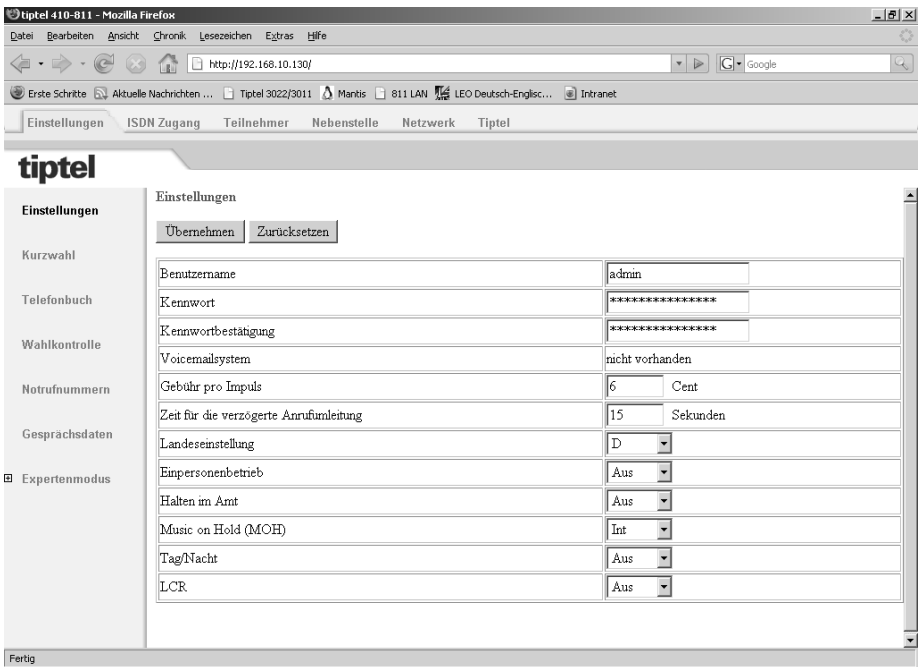 tiptel 410-811 - Mozilla Firefox
Datei Bearbeiten Ansicht Chronik Lesezeichen Extras Hilfe
http://192.168.10.130/
G Google
Erste Schritte Aktuelle Nachrichten ... Tiptel 3022/3011 Mantis 811 LAN LEO Deutsch-Englisc... Intranet
Einstellungen ISDN Zugang Teilnehmer Nebenstelle Netzwerk Tiptel
tiptel
Einstellungen
Kurzwahl
Telefonbuch
Wahlkontrolle
Notrufnummern
Gesprächsdaten
Expertenmodus
Einstellungen
Übernehmen Zurücksetzen
Benutzername admin
Kennwort ***************
Kennwortbestätigung ***************
Voicemailsystem nicht vorhanden
Gebühr pro Impuls 6 Cent
Zeit für die verzögerte Anrufumleitung 15 Sekunden
Landeseinstellung D
Einpersonenbetrieb Aus
Halten im Amt Aus
Music on Hold (MOH) Int
Tag/Nacht Aus
LCR Aus
Fertig